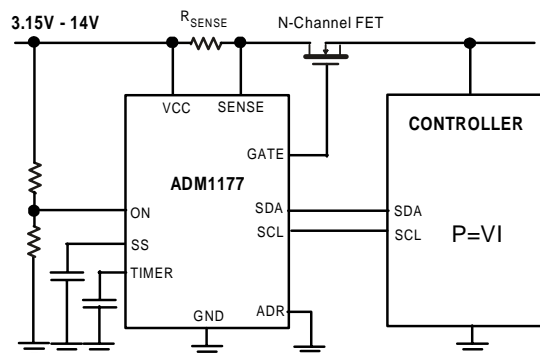 3.15V - 14V
RSENSE
N-Channel FET
VCC
SENSE
CONTROLLER
GATE
ADM1177
ON
SDA
SDA
SS
SCL
SCL
P=VI
TIMER
GND
ADR